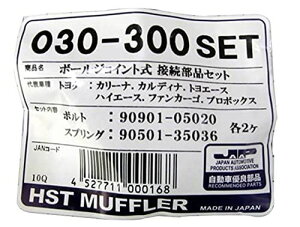 030-300 SET
商品名 ボールジョイント式 接続部品セット
代表車種 トヨタ カリーナ、カルディナ、トヨエース
ハイエース、ファンカーゴ、プロボックス
セット内容 ボルト：90901-05020
スプリング：90501-35036 各2ケ
JANコード
10Q 4 527711 000168
JAPAN AUTOMOTIVE
PRODUCTS ASSOCIATION
自動車優良部品
RECOMMENDED PARTS
HST MUFFLER MADE IN JAPAN